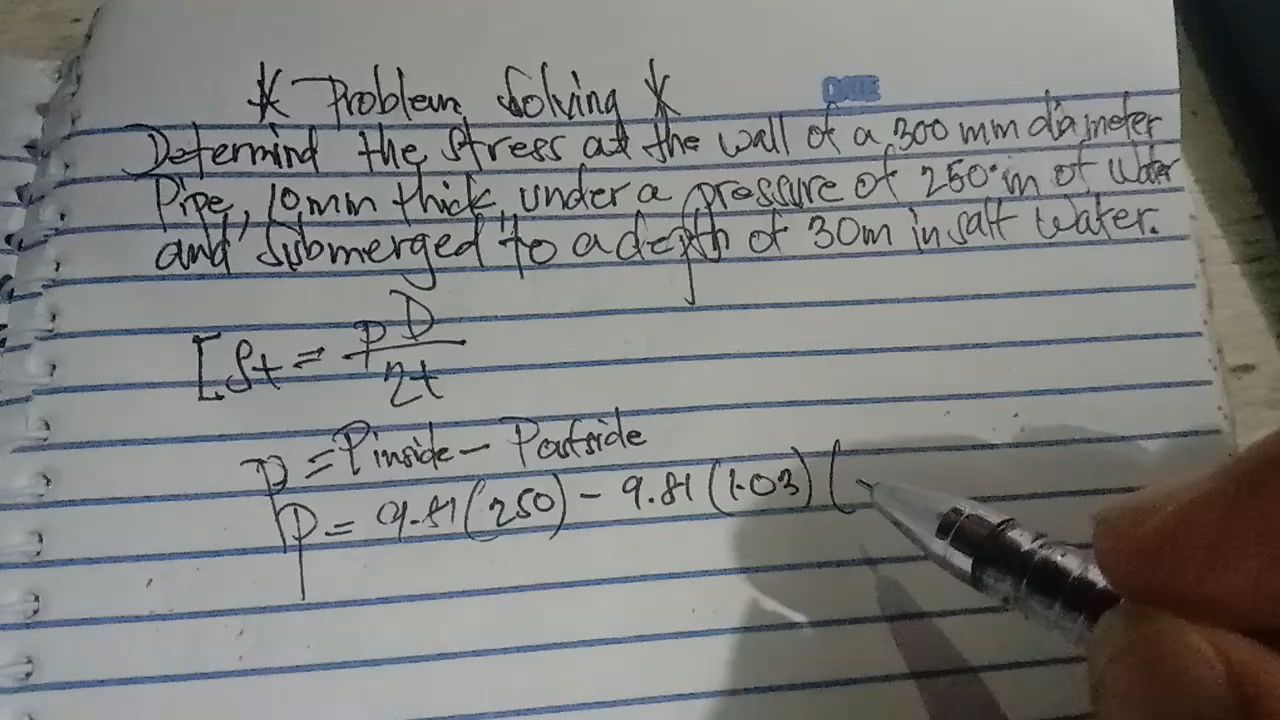 DATE
* Problem Solving *
Determind the stress at the wall of a 300 mm diameter
Pipe, 10mm thick, under a pressure of 250 m of water
and submerged to a depth of 30m in salt water.
[St = PD/2t
P = Pinside - Poutside
P = 9.81(250) - 9.81(1.03)(